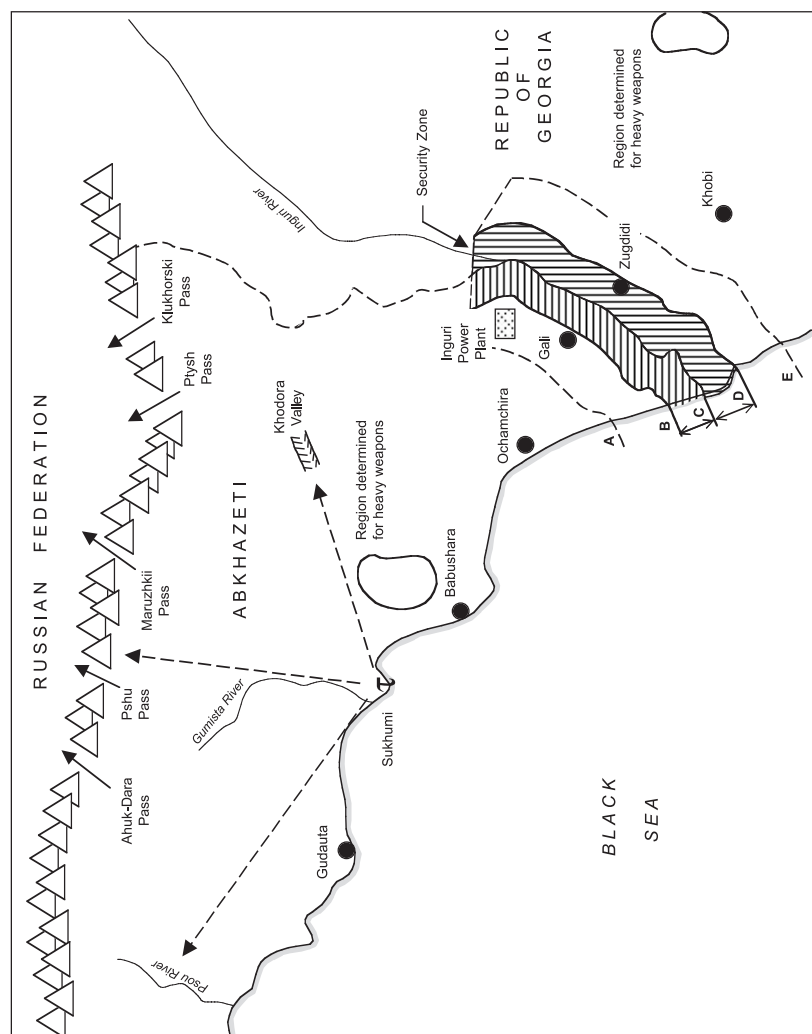 RUSSIAN FEDERATION
Ahuk-Dara
Pass
Pshu
Pass
Maruzhkii
Pass
Ptysh
Pass
Klukhorski
Pass
ABKHAZETI
Psou River
Gumista River
Khodora
Valley
Inguri River
Gudauta
Sukhumi
Babushara
Region determined
for heavy weapons
Ochamchira
Inguri
Power
Plant
Gali
Security Zone
REPUBLIC
OF
GEORGIA
Zugdidi
Region determined
for heavy weapons
Khobi
A
B
C
D
E
BLACK
SEA